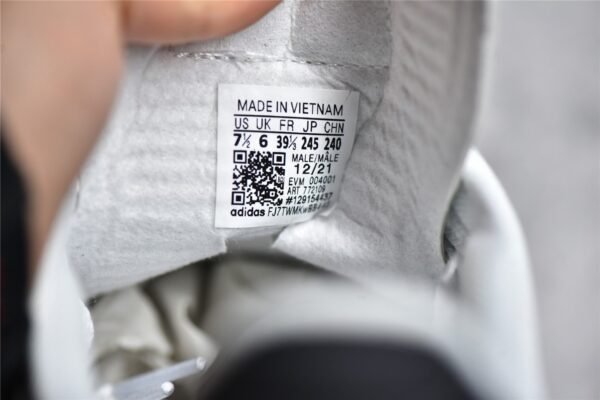 MADE IN VIETNAM
US UK FR JP CHN
7½ 6 39⅓ 245 240
MALE/MÂLE
12/21
EVM 004001
ART 772109
#129154437
adidas